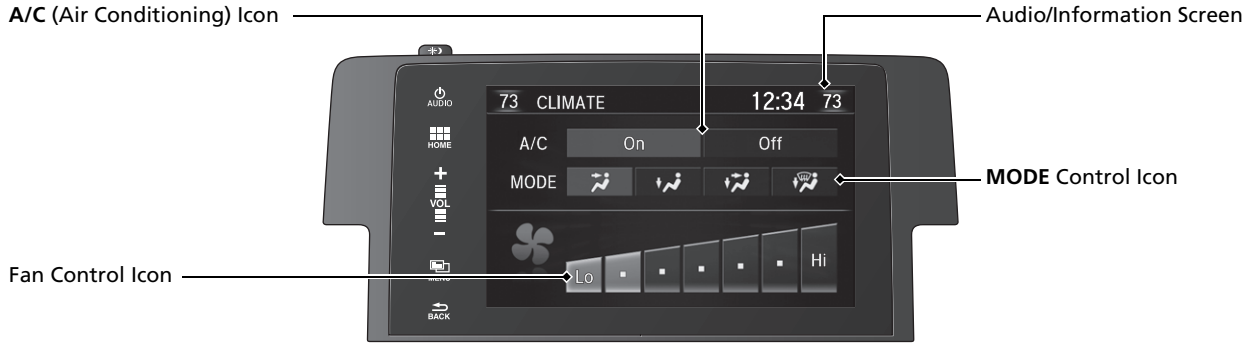 A/C (Air Conditioning) Icon
Audio/Information Screen
AUDIO
73 CLIMATE 12:34 73
HOME
A/C On Off
+
VOL
−
MODE
MODE Control Icon
Fan Control Icon
Lo
Hi
MENU
BACK